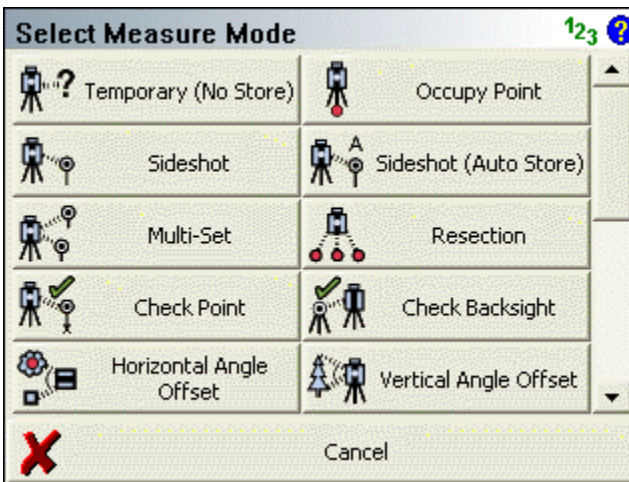 Select Measure Mode
123 ?
? Temporary (No Store)
Occupy Point
Sideshot
A Sideshot (Auto Store)
Multi-Set
Resection
Check Point
Check Backsight
Horizontal Angle
Offset
Vertical Angle Offset
Cancel